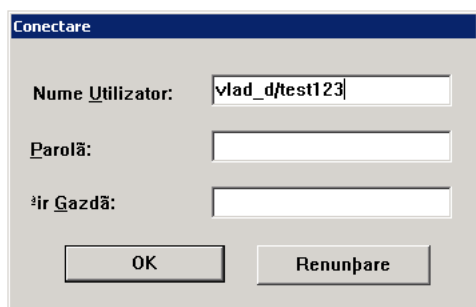 Conectare
Nume Utilizator: vlad_d/test123
Parolã:
ªir Gazdã:
OK Renunþare